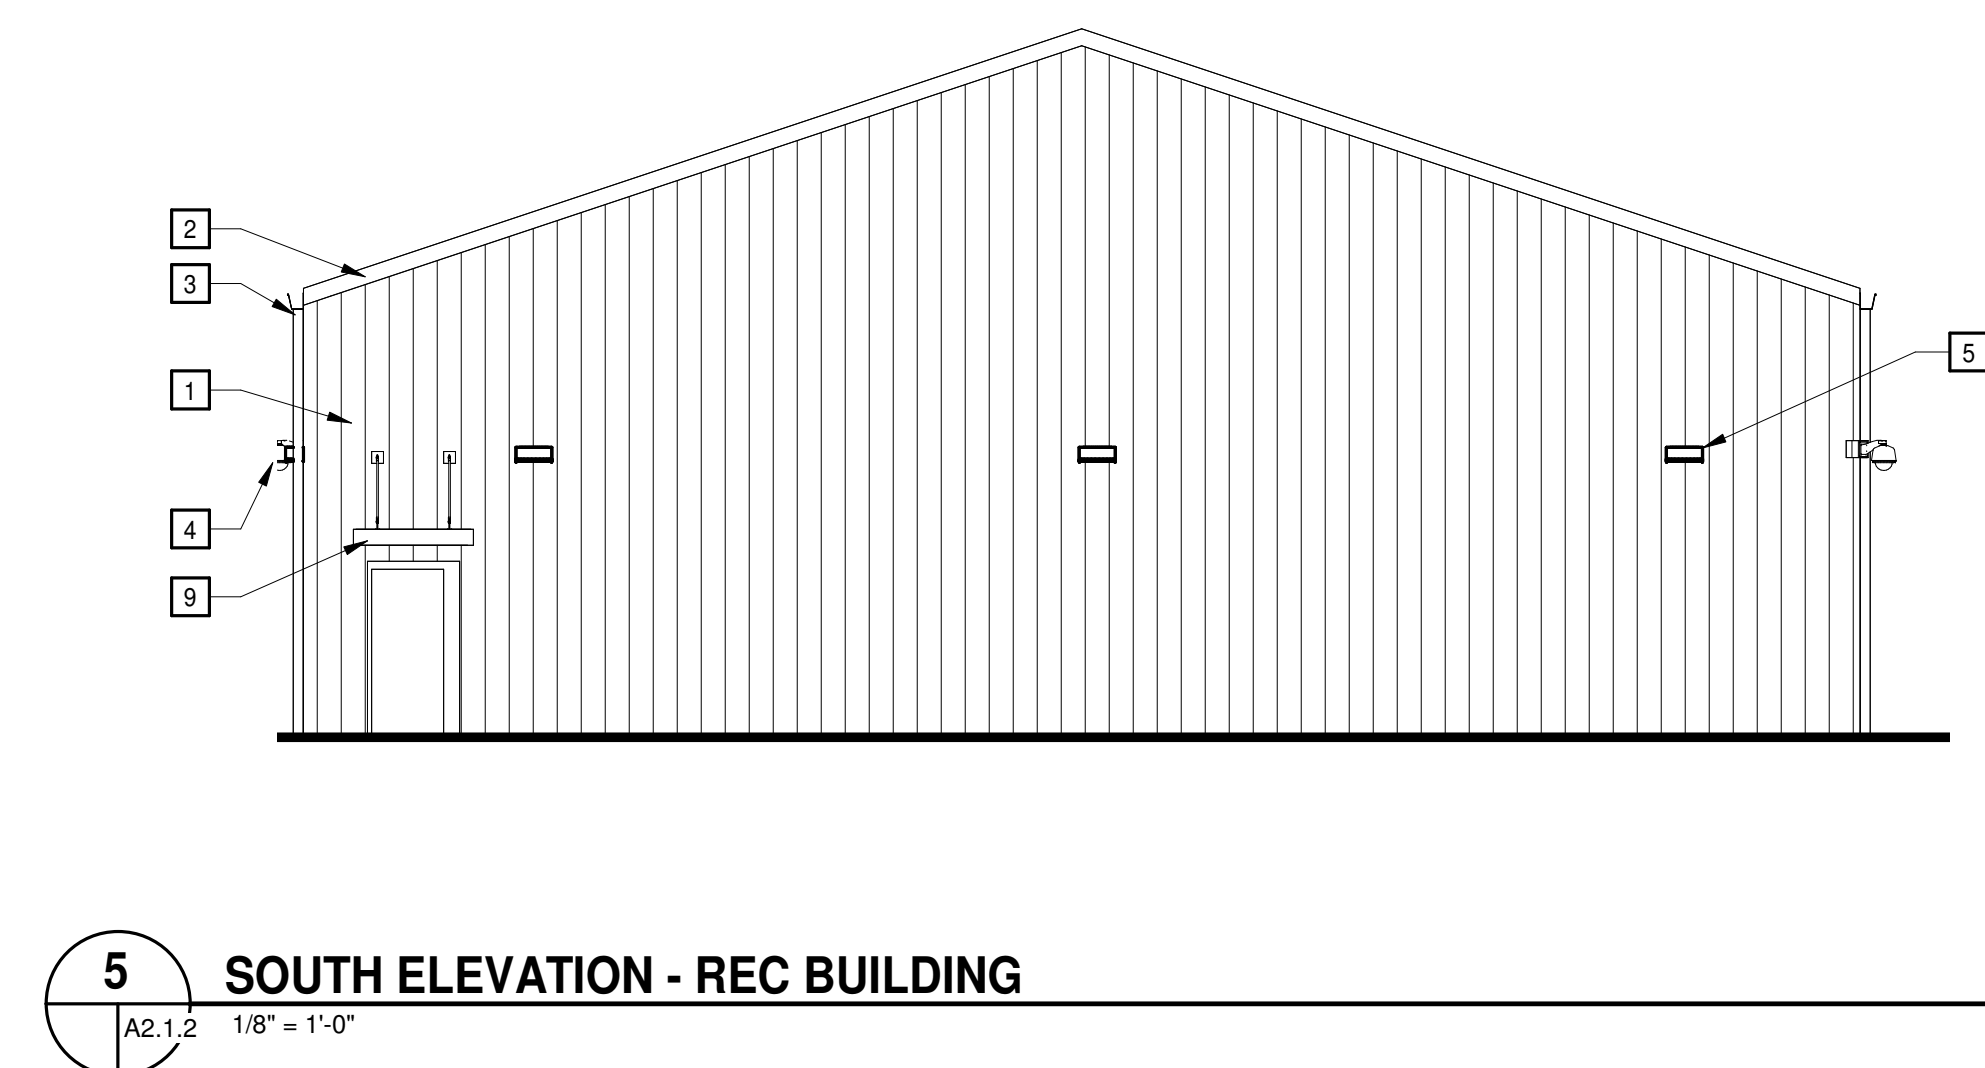 2
3
1
5
4
9
5
SOUTH ELEVATION - REC BUILDING
A2.1.2
1/8" = 1'-0"